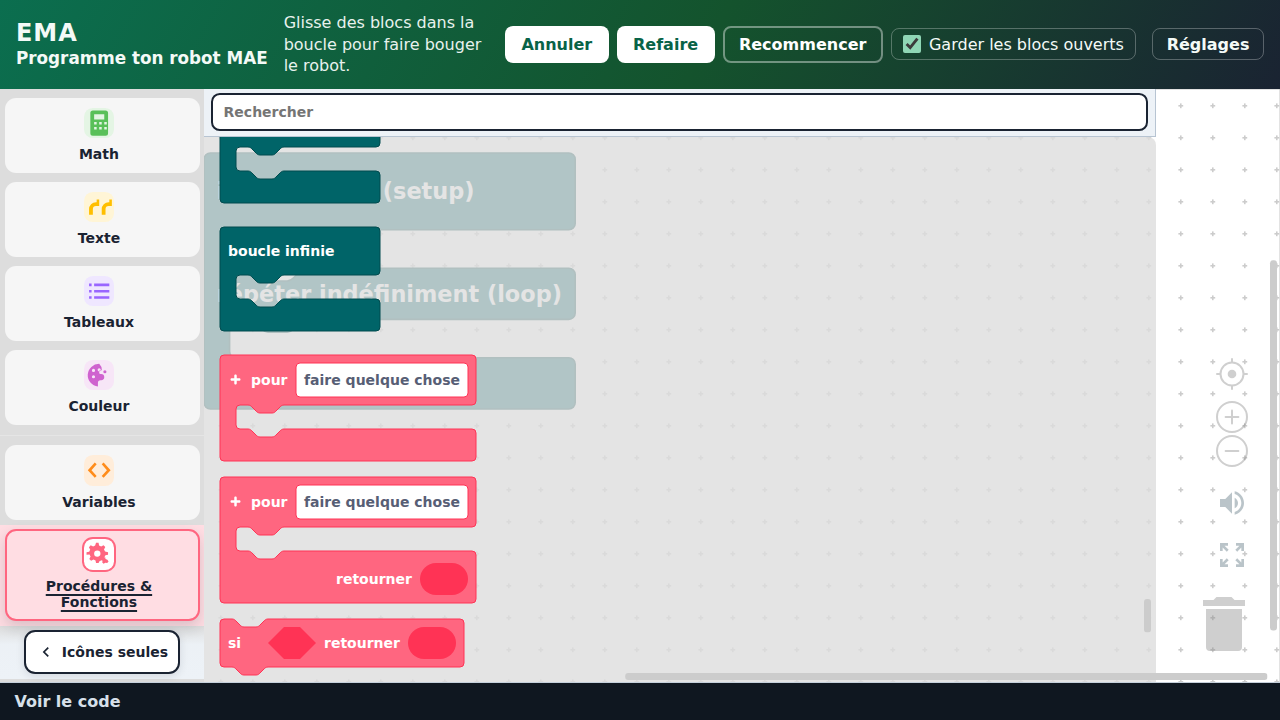 EMA
Programme ton robot MAE
Glisse des blocs dans la
boucle pour faire bouger
le robot.
Annuler
Refaire
Recommencer
Garder les blocs ouverts
Réglages
Math
Texte
Tableaux
Couleur
Variables
Procédures &
Fonctions
Icônes seules
Rechercher
(setup)
boucle infinie
épéter indéfiniment (loop)
+ pour faire quelque chose
+ pour faire quelque chose
retourner
si retourner
Voir le code